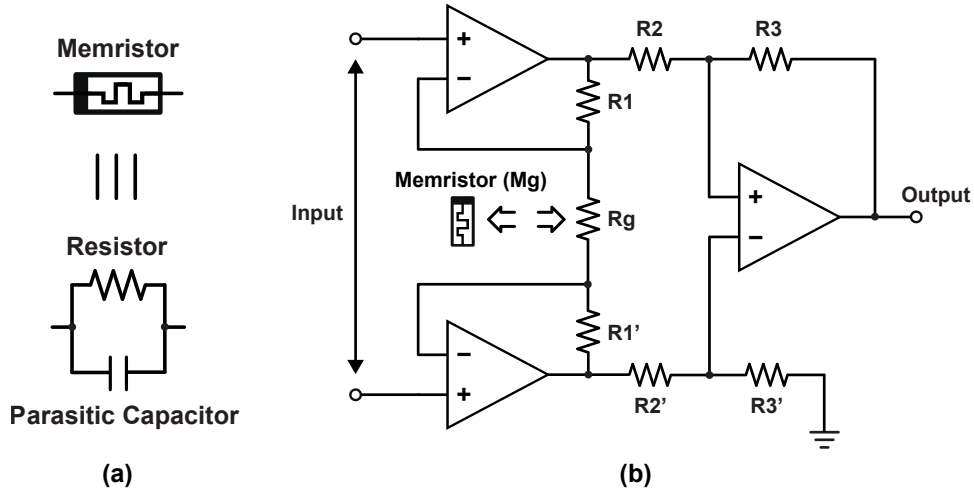 Memristor
Resistor
Parasitic Capacitor
(a)
Input
+
−
R1
R2
R3
Memristor (Mg)
Rg
+
−
Output
−
+
R1'
R2'
R3'
(b)